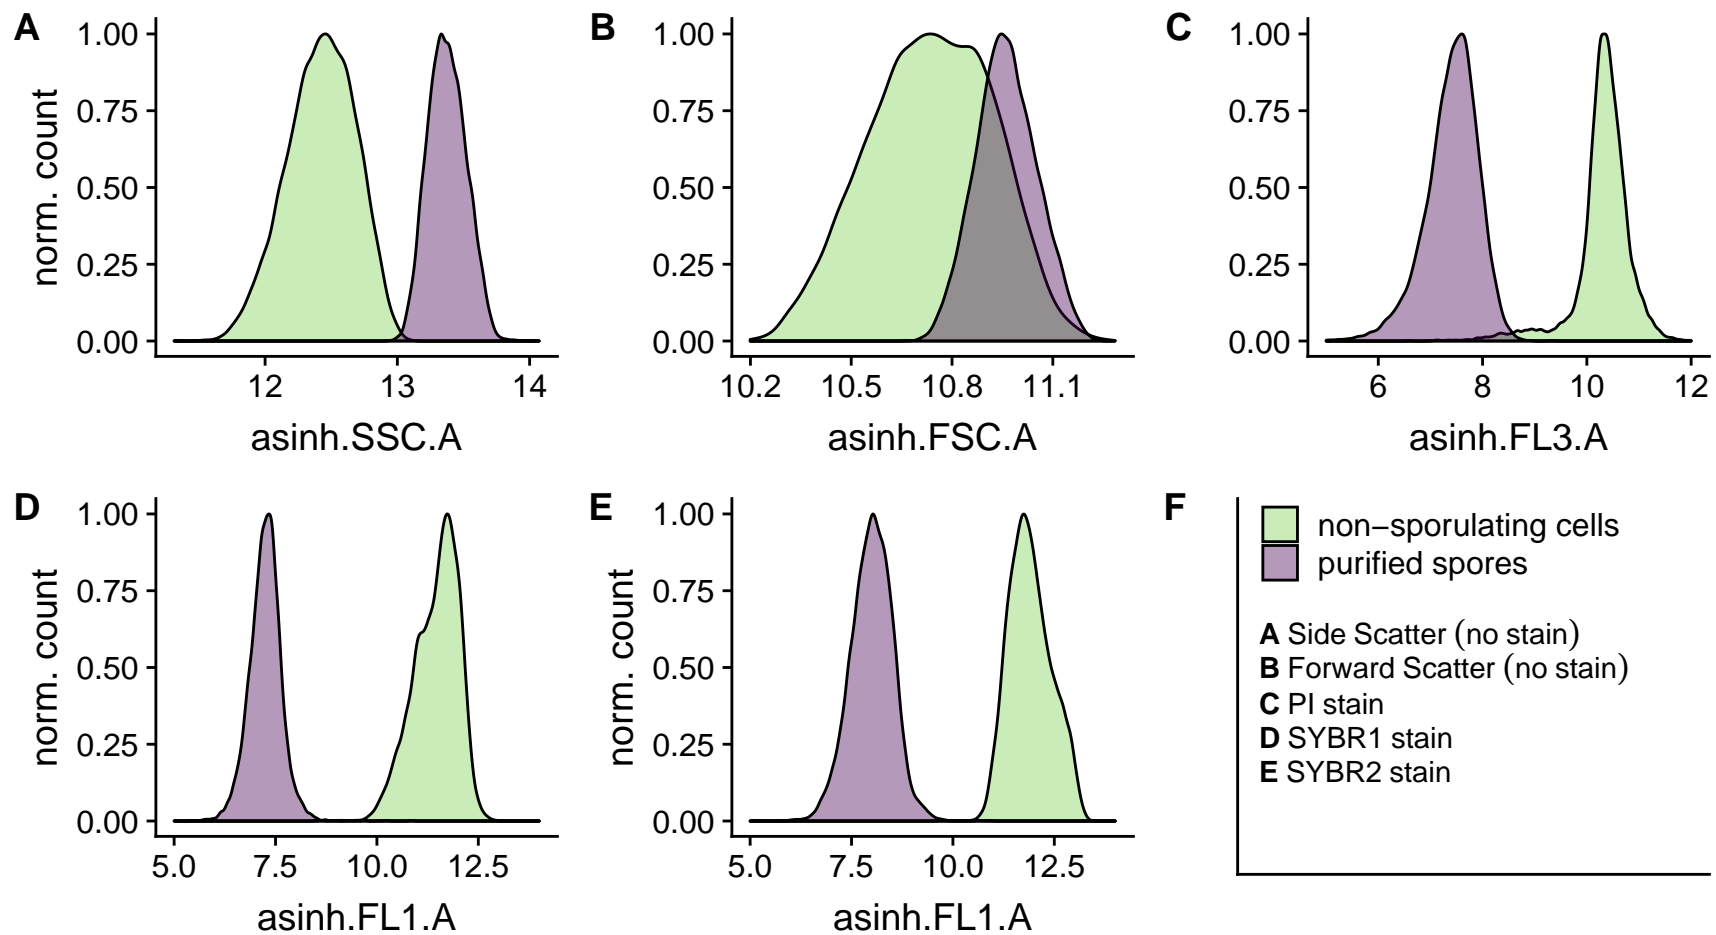 A
1.00
0.75
0.50
0.25
0.00
norm. count
12 13 14
asinh.SSC.A
B
1.00
0.75
0.50
0.25
0.00
10.2 10.5 10.8 11.1
asinh.FSC.A
C
1.00
0.75
0.50
0.25
0.00
6 8 10 12
asinh.FL3.A
D
1.00
0.75
0.50
0.25
0.00
norm. count
5.0 7.5 10.0 12.5
asinh.FL1.A
E
1.00
0.75
0.50
0.25
0.00
norm. count
5.0 7.5 10.0 12.5
asinh.FL1.A
F
non−sporulating cells
purified spores
A Side Scatter (no stain)
B Forward Scatter (no stain)
C PI stain
D SYBR1 stain
E SYBR2 stain